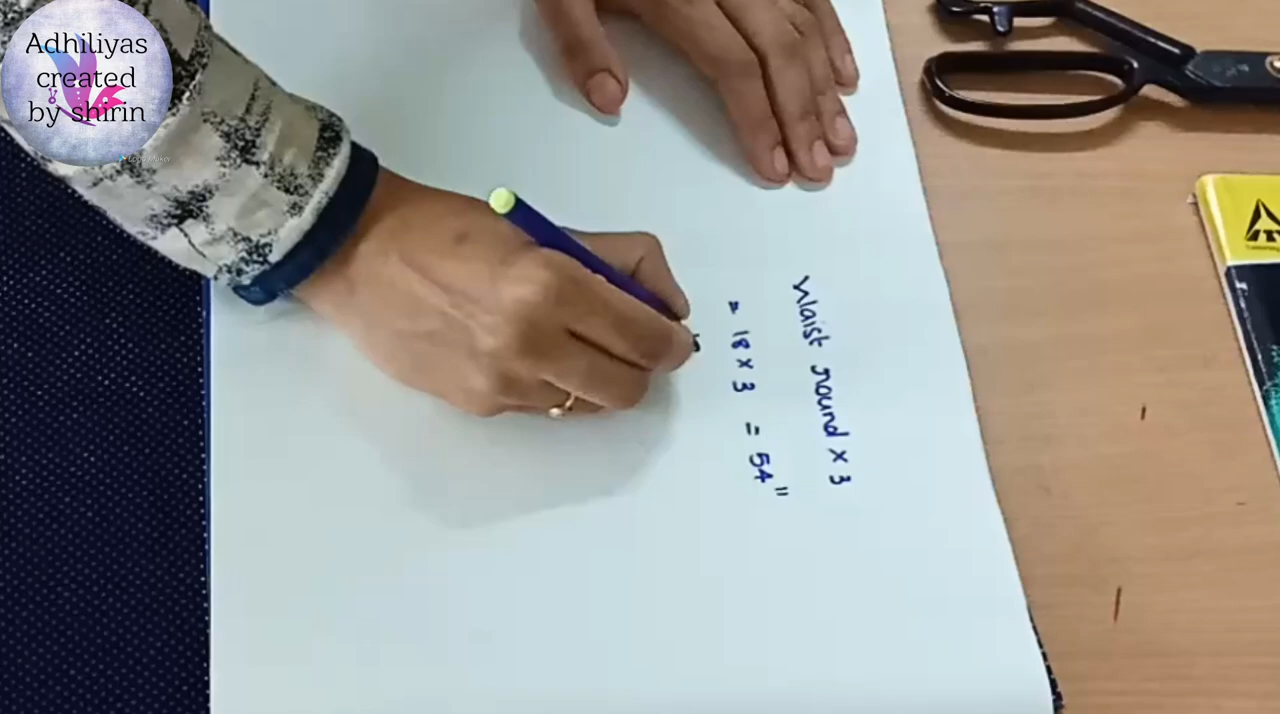 Adhiliyas
created
by shirin
Waist round x 3
= 18 x 3 = 54"